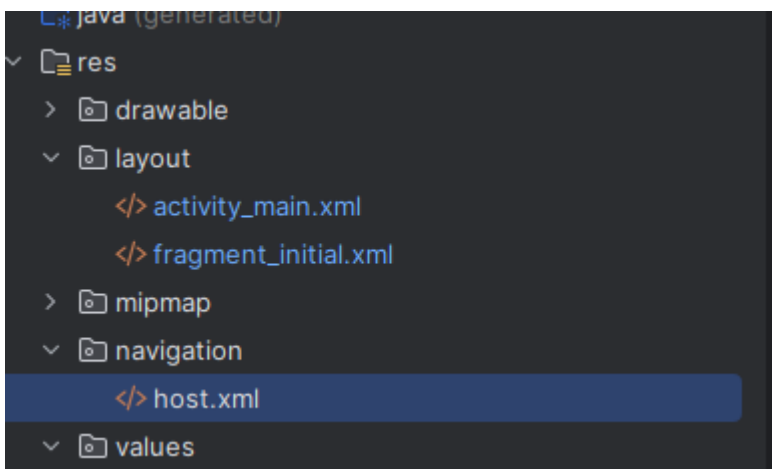 java (generated)
res
drawable
layout
</> activity_main.xml
</> fragment_initial.xml
mipmap
navigation
</> host.xml
values